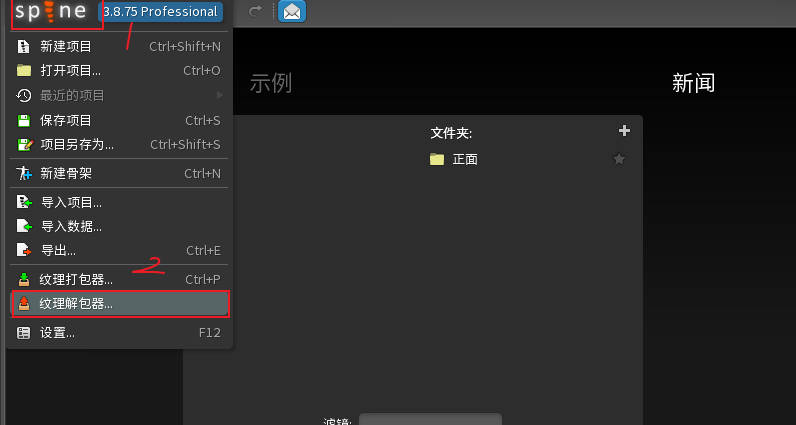 spine 3.8.75 Professional
1
新建项目 Ctrl+Shift+N
打开项目... Ctrl+O
最近的项目
保存项目 Ctrl+S
项目另存为... Ctrl+Shift+S
新建骨架 Ctrl+N
导入项目...
导入数据...
导出... Ctrl+E
2
纹理打包器... Ctrl+P
纹理解包器...
设置... F12
示例
新闻
文件夹:
正面
滤镜: